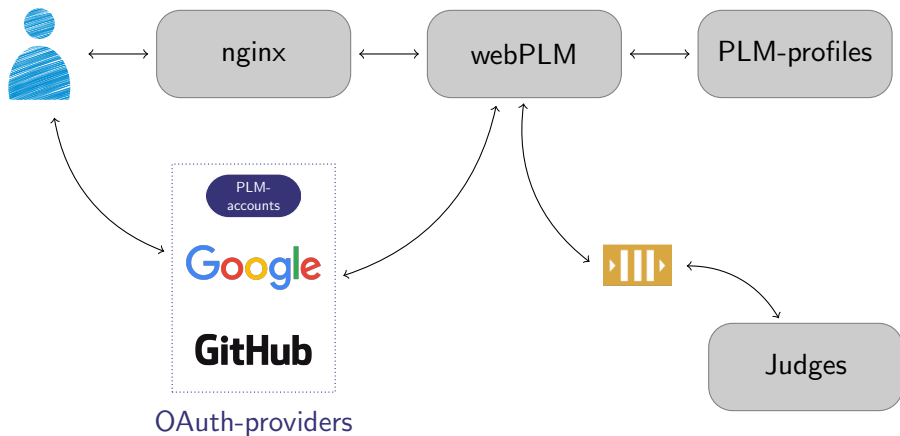 nginx
webPLM
PLM-profiles
PLM-
accounts
Google
GitHub
Judges
OAuth-providers